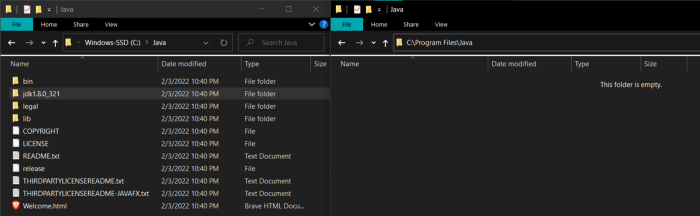 Java
File
Windows-SSD (C:) > Java
Search Java
Name Date modified Type Size
bin 2/3/2022 10:40 PM File folder
jdk1.8.0_321 2/3/2022 10:40 PM File folder
legal 2/3/2022 10:40 PM File folder
lib 2/3/2022 10:40 PM File folder
COPYRIGHT 2/3/2022 10:40 PM File
LICENSE 2/3/2022 10:40 PM File
README.txt 2/3/2022 10:40 PM Text Document
release 2/3/2022 10:40 PM File
THIRDPARTYLICENSEREADME.txt 2/3/2022 10:40 PM Text Document
THIRDPARTYLICENSEREADME-JAVAFX.txt 2/3/2022 10:40 PM Text Document
Welcome.html 2/3/2022 10:40 PM Brave HTML Docu...
Java
File
C:\Program Files\Java
Name Date modified Type Size
This folder is empty.